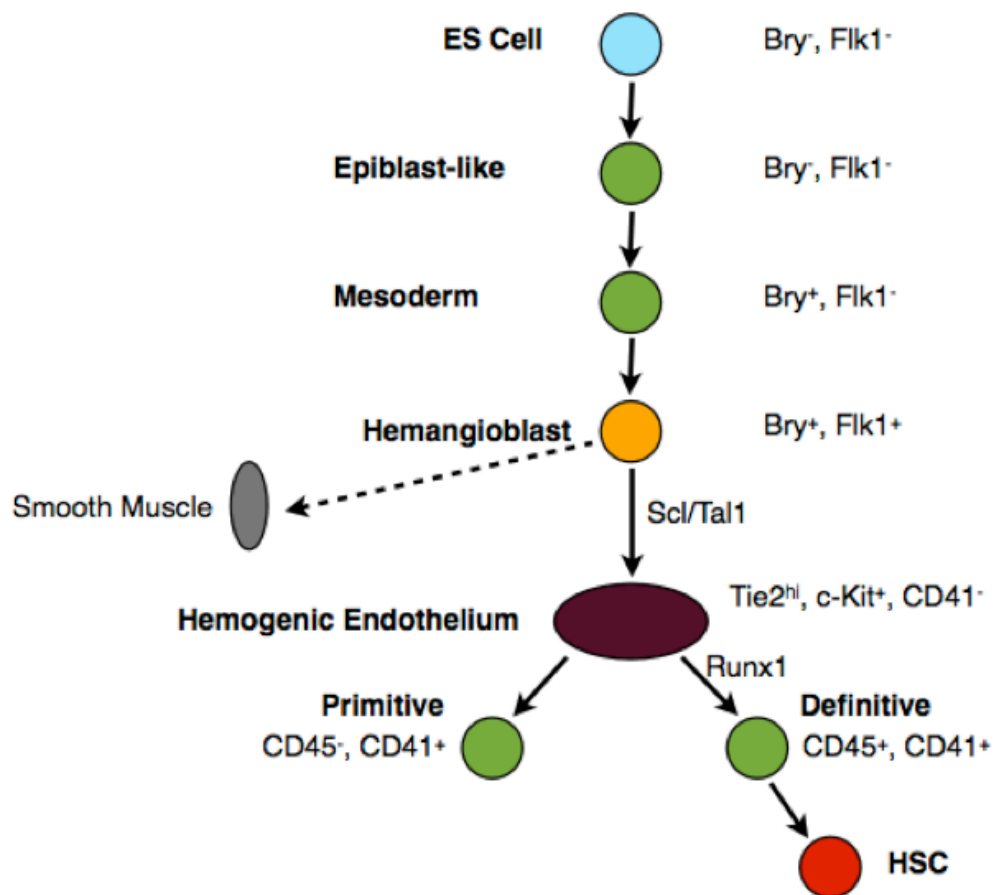 ES Cell Bry⁻, Flk1⁻
Epiblast-like Bry⁻, Flk1⁻
Mesoderm Bry⁺, Flk1⁻
Hemangioblast Bry⁺, Flk1⁺
Smooth Muscle
Scl/Tal1
Hemogenic Endothelium Tie2ʰⁱ, c-Kit⁺, CD41⁻
Runx1
Primitive Definitive
CD45⁻, CD41⁺ CD45⁺, CD41⁺
HSC